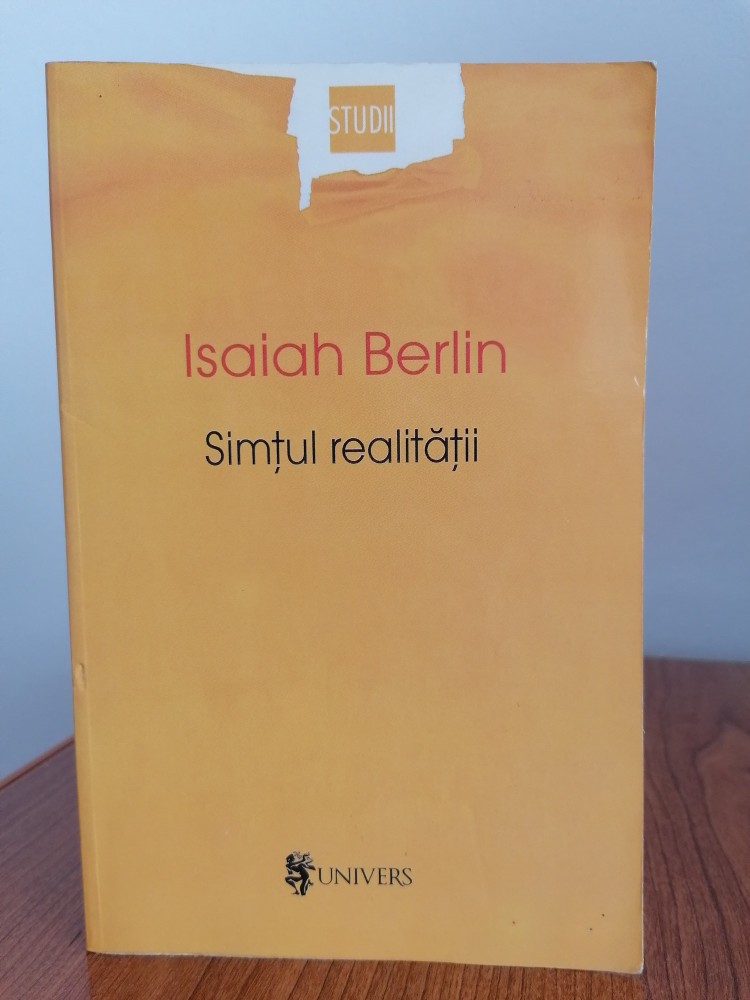 STUDII
Isaiah Berlin
Simțul realității
UNIVERS